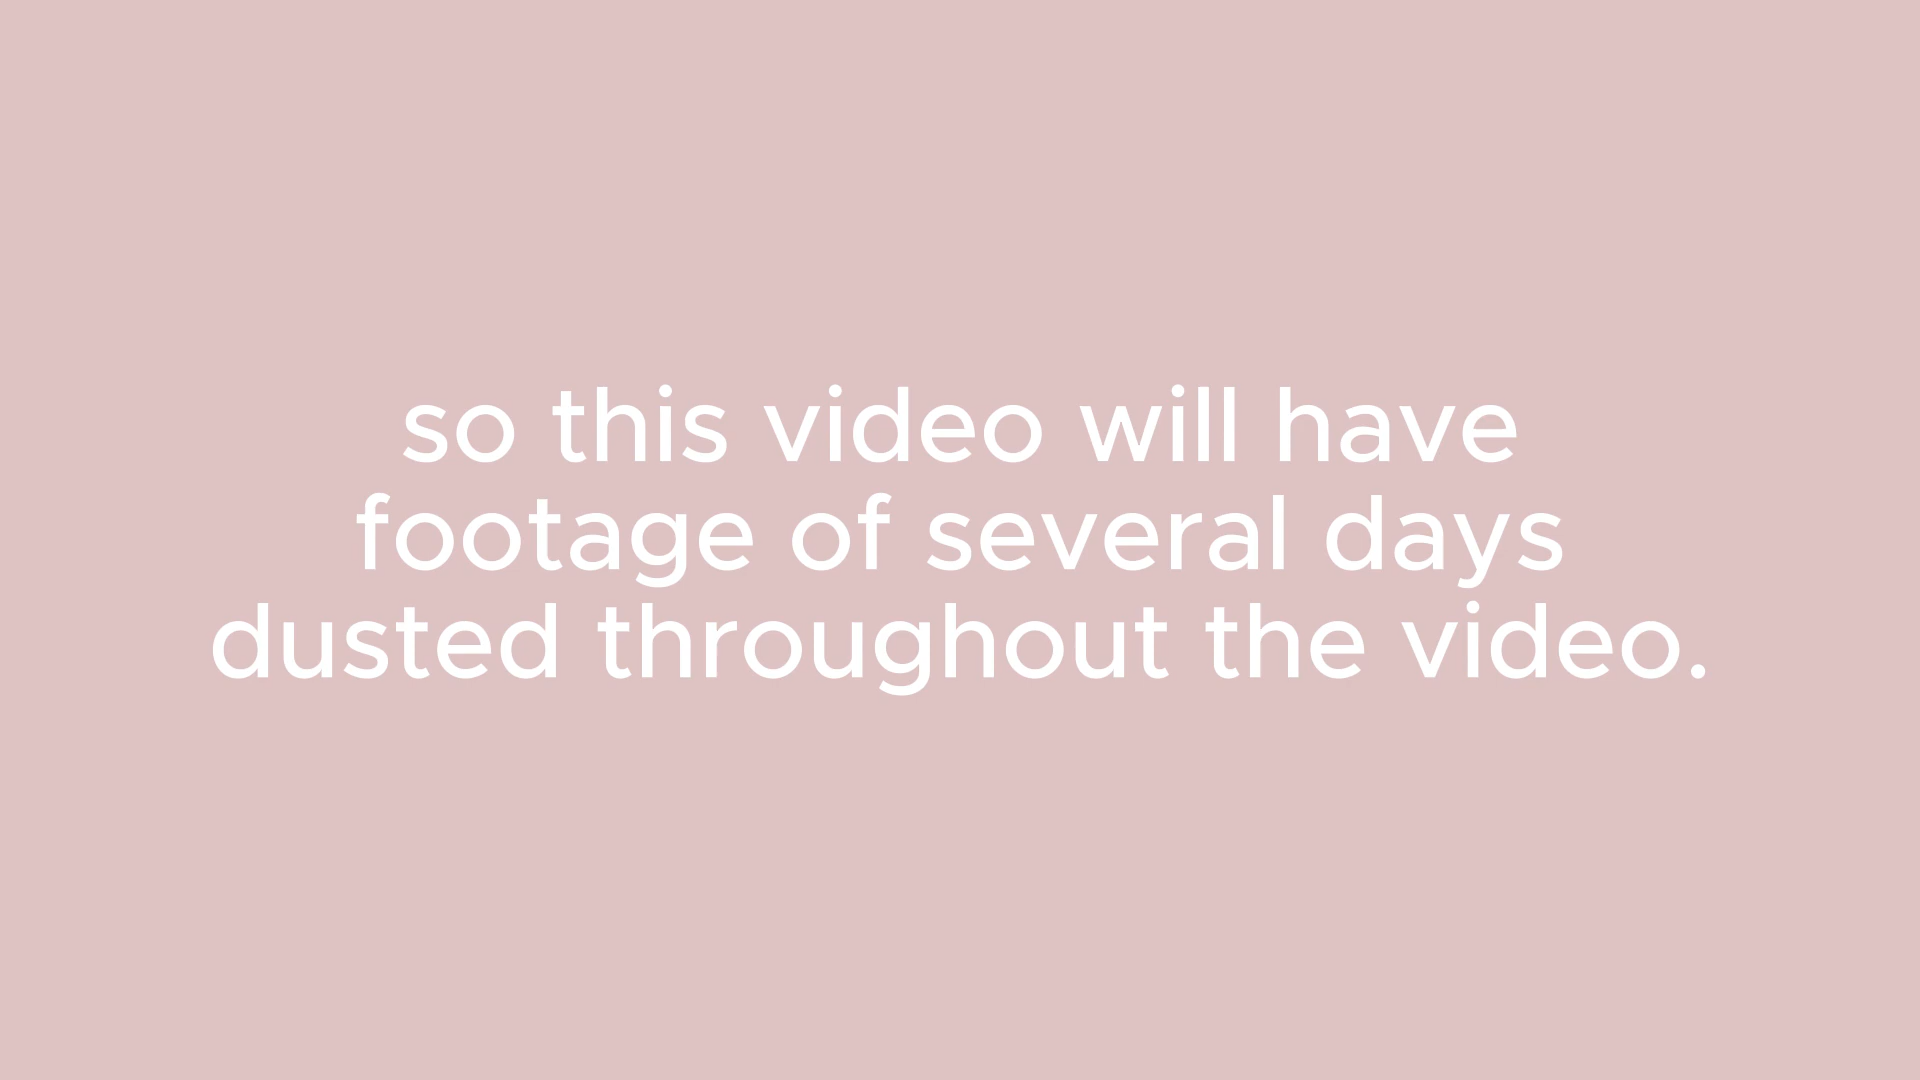 so this video will have
footage of several days
dusted throughout the video.